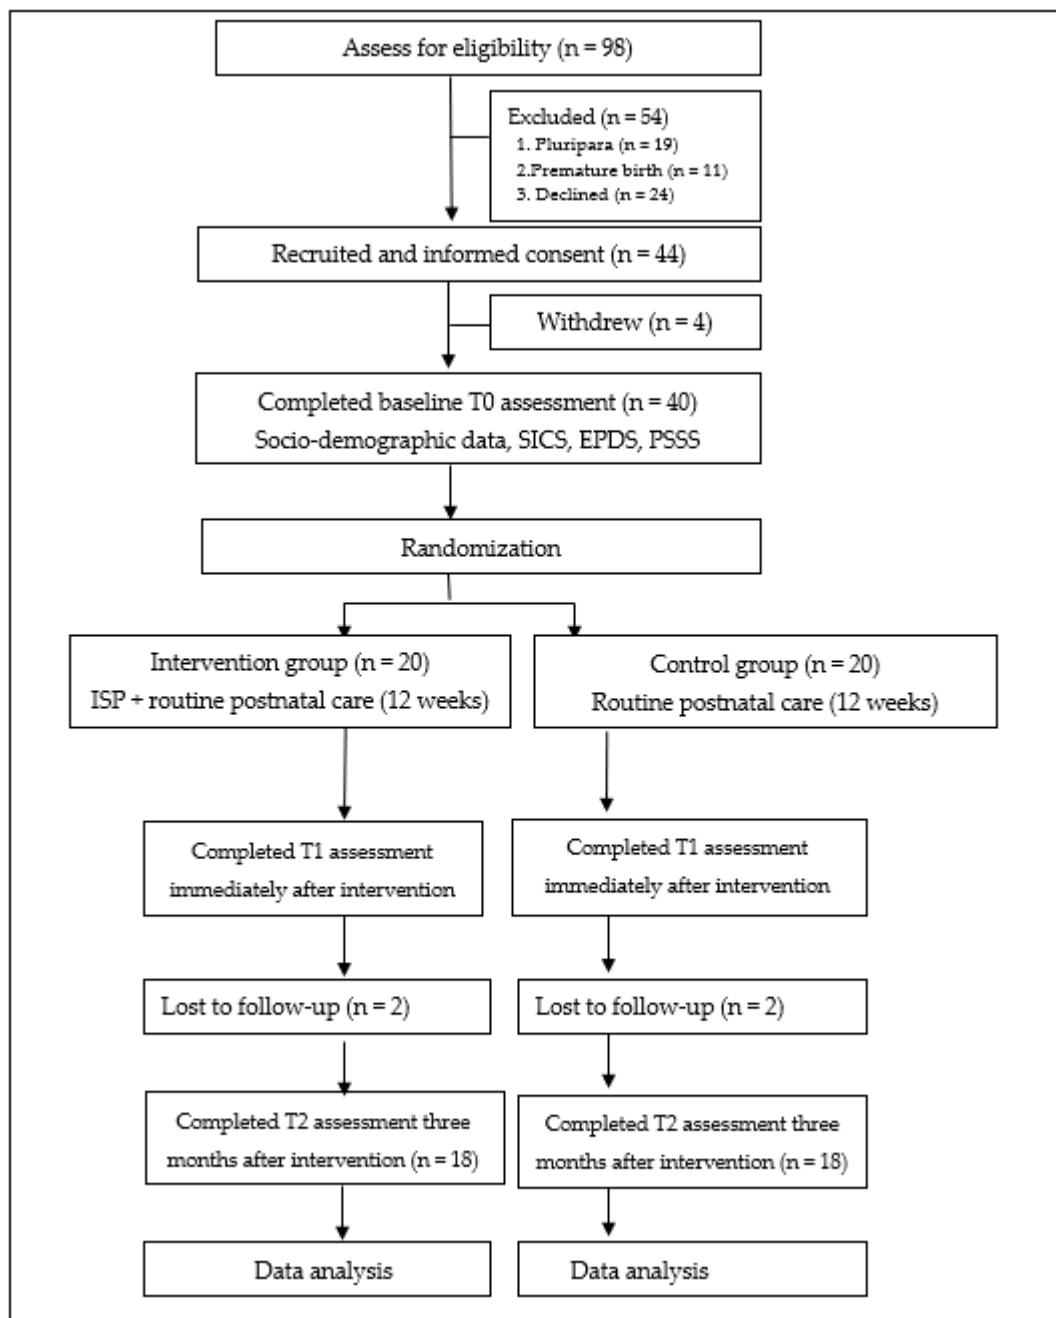 Assess for eligibility (n = 98)
Excluded (n = 54)
1. Pluripara (n = 19)
2.Premature birth (n = 11)
3. Declined (n = 24)
Recruited and informed consent (n = 44)
Withdrew (n = 4)
Completed baseline T0 assessment (n = 40)
Socio-demographic data, SICS, EPDS, PSSS
Randomization
Intervention group (n = 20)
ISP + routine postnatal care (12 weeks)
Control group (n = 20)
Routine postnatal care (12 weeks)
Completed T1 assessment
immediately after intervention
Completed T1 assessment
immediately after intervention
Lost to follow-up (n = 2)
Lost to follow-up (n = 2)
Completed T2 assessment three
months after intervention (n = 18)
Completed T2 assessment three
months after intervention (n = 18)
Data analysis
Data analysis